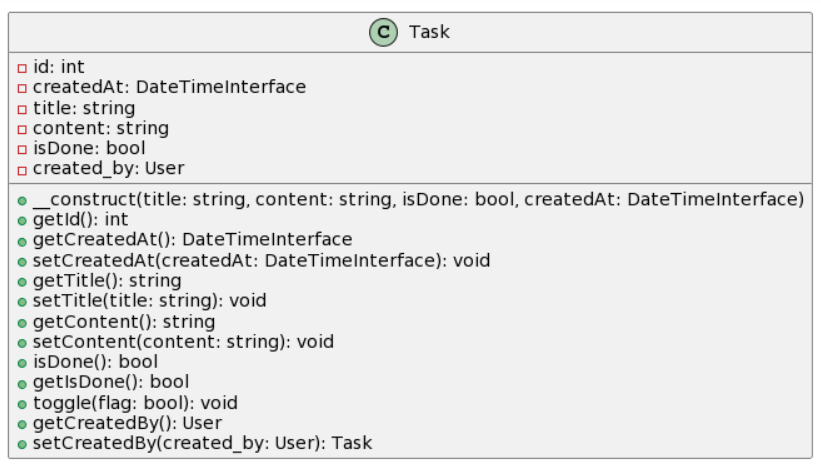 C Task
id: int
createdAt: DateTimeInterface
title: string
content: string
isDone: bool
created_by: User
__construct(title: string, content: string, isDone: bool, createdAt: DateTimeInterface)
getId(): int
getCreatedAt(): DateTimeInterface
setCreatedAt(createdAt: DateTimeInterface): void
getTitle(): string
setTitle(title: string): void
getContent(): string
setContent(content: string): void
isDone(): bool
getIsDone(): bool
toggle(flag: bool): void
getCreatedBy(): User
setCreatedBy(created_by: User): Task